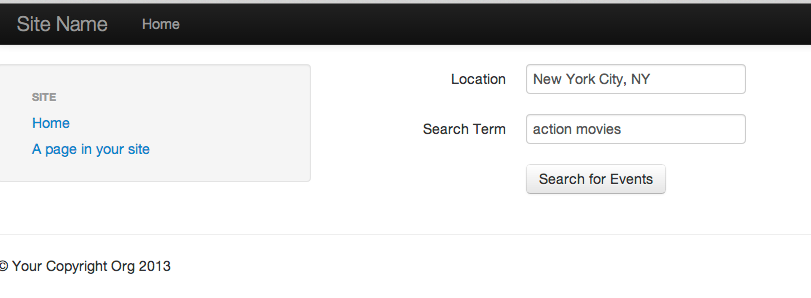 Site Name Home
SITE
Home
A page in your site
Location New York City, NY
Search Term action movies
Search for Events
© Your Copyright Org 2013